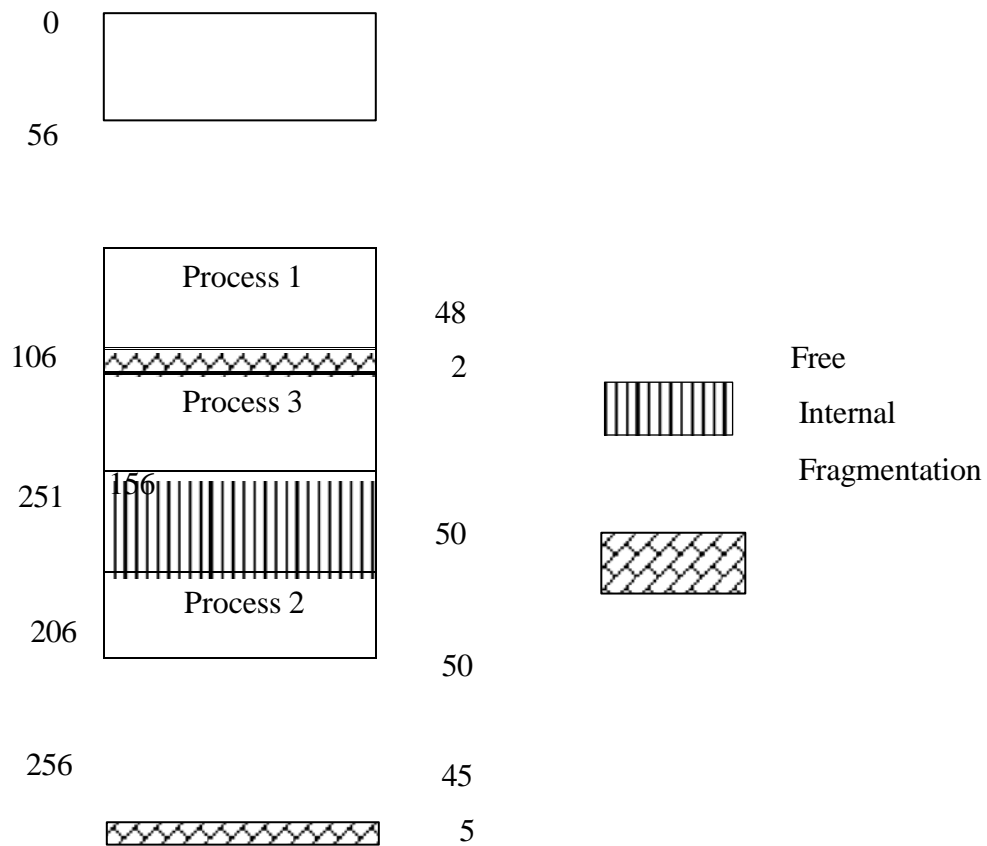 0
56
Process 1
48
106
2
Free
Process 3
Internal
156
Fragmentation
251
50
Process 2
206
50
256
45
5